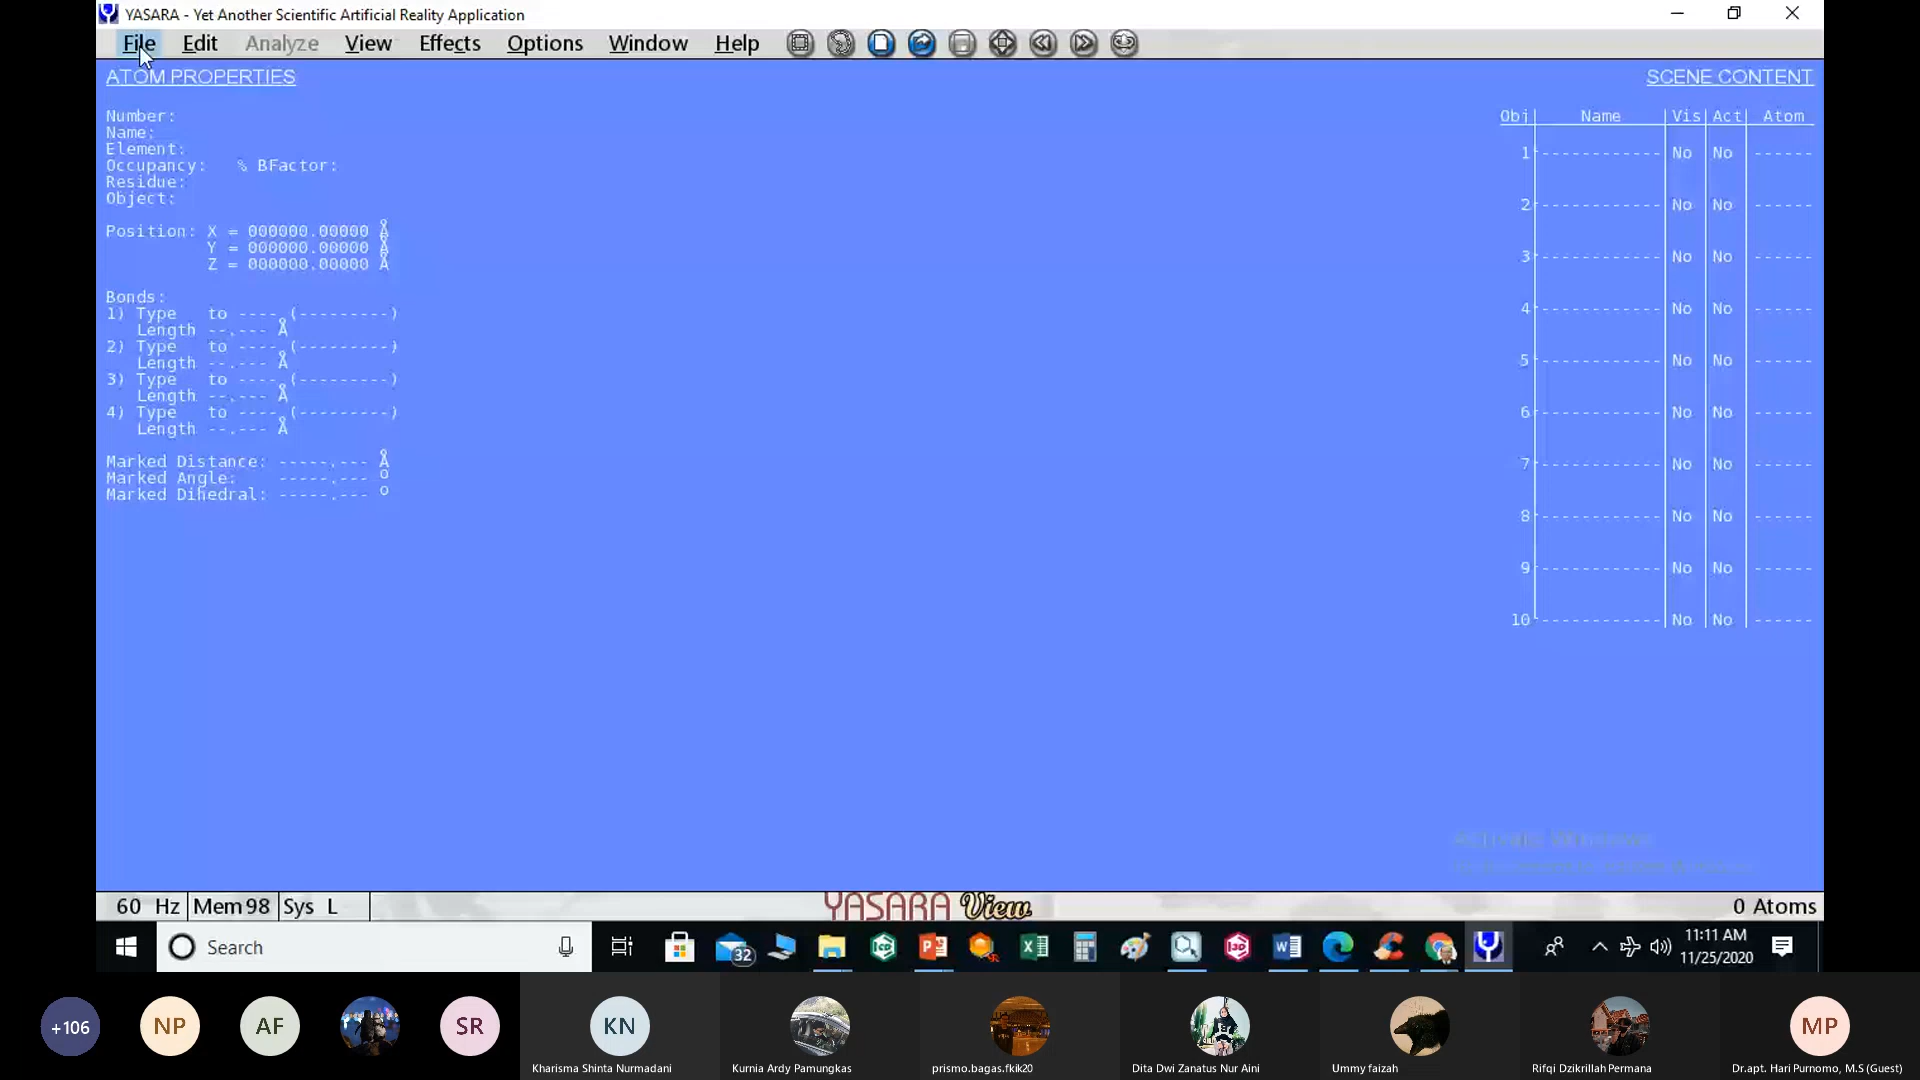 YASARA - Yet Another Scientific Artificial Reality Application
File Edit Analyze View Effects Options Window Help
ATOM PROPERTIES
Number:
Name:
Element:
Occupancy: % BFactor:
Residue:
Object:
Position: X = 000000.00000 Å
Y = 000000.00000 Å
Z = 000000.00000 Å
Bonds:
1) Type to ---- (---------)
Length --.--- Å
2) Type to ---- (---------)
Length --.--- Å
3) Type to ---- (---------)
Length --.--- Å
4) Type to ---- (---------)
Length --.--- Å
Marked Distance: -----.--- Å
Marked Angle: -----.--- o
Marked Dihedral: -----.--- o
SCENE CONTENT
Obj Name Vis Act Atom
1 ------------ No No ------
2 ------------ No No ------
3 ------------ No No ------
4 ------------ No No ------
5 ------------ No No ------
6 ------------ No No ------
7 ------------ No No ------
8 ------------ No No ------
9 ------------ No No ------
10 ------------ No No ------
60 Hz Mem 98 Sys L YASARA View 0 Atoms
Search 32 11:11 AM
11/25/2020
+106 NP AF SR KN MP
Kharisma Shinta Nurmadani Kurnia Ardy Pamungkas prismo.bagas.fkik20 Dita Dwi Zanatus Nur Aini Ummy faizah Rifqi Dzikrillah Permana Dr.apt. Hari Purnomo, M.S (Guest)